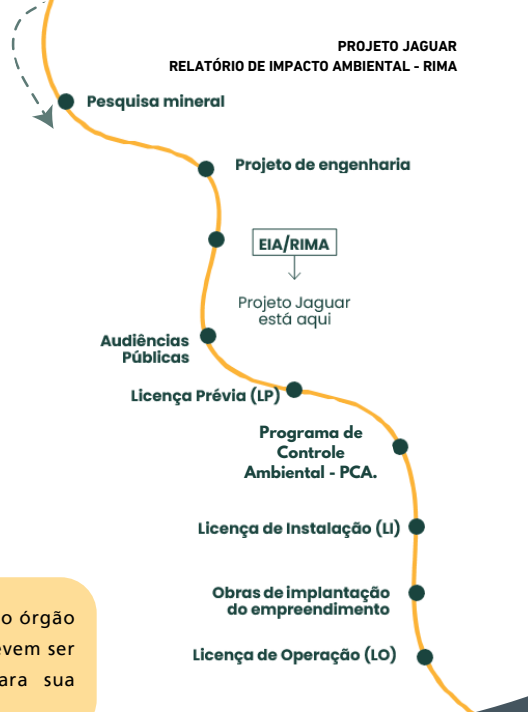 PROJETO JAGUAR
RELATÓRIO DE IMPACTO AMBIENTAL - RIMA
Pesquisa mineral
Projeto de engenharia
EIA/RIMA
Projeto Jaguar
está aqui
Audiências
Públicas
Licença Prévia (LP)
Programa de
Controle
Ambiental - PCA.
Licença de Instalação (LI)
Obras de implantação
do empreendimento
Licença de Operação (LO)
o órgão
evem ser
ara sua